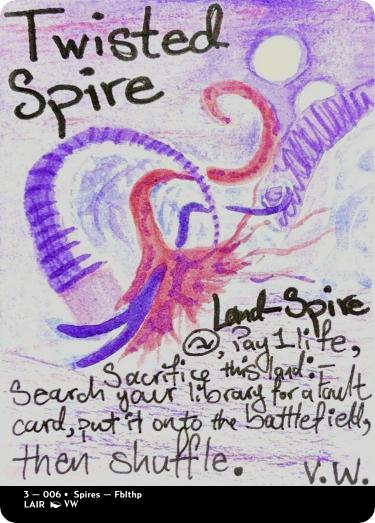 Twisted
Spire
Land-Spire
, Pay 1 life,
Sacrifice this land: -
Search your library for a Fault
card, put it onto the battlefield,
then shuffle.
V.W.
3 — 006 • Spires — Fblthp
LAIR VW